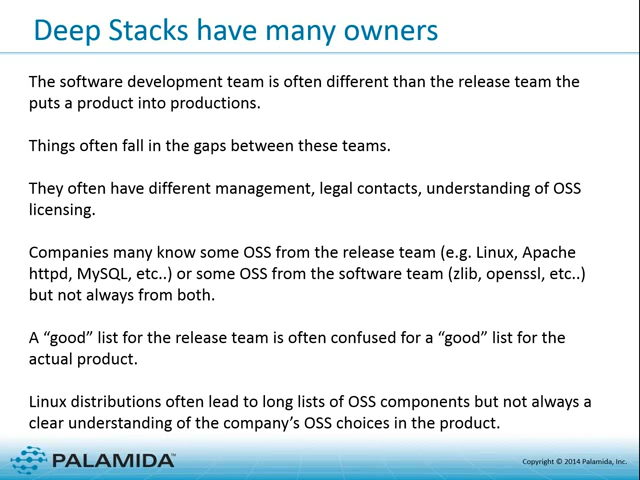 Deep Stacks have many owners
The software development team is often different than the release team the
puts a product into productions.
Things often fall in the gaps between these teams.
They often have different management, legal contacts, understanding of OSS
licensing.
Companies many know some OSS from the release team (e.g. Linux, Apache
httpd, MySQL, etc..) or some OSS from the software team (zlib, openssl, etc..)
but not always from both.
A “good” list for the release team is often confused for a “good” list for the
actual product.
Linux distributions often lead to long lists of OSS components but not always a
clear understanding of the company’s OSS choices in the product.
PALAMIDA™
Copyright © 2014 Palamida, Inc.